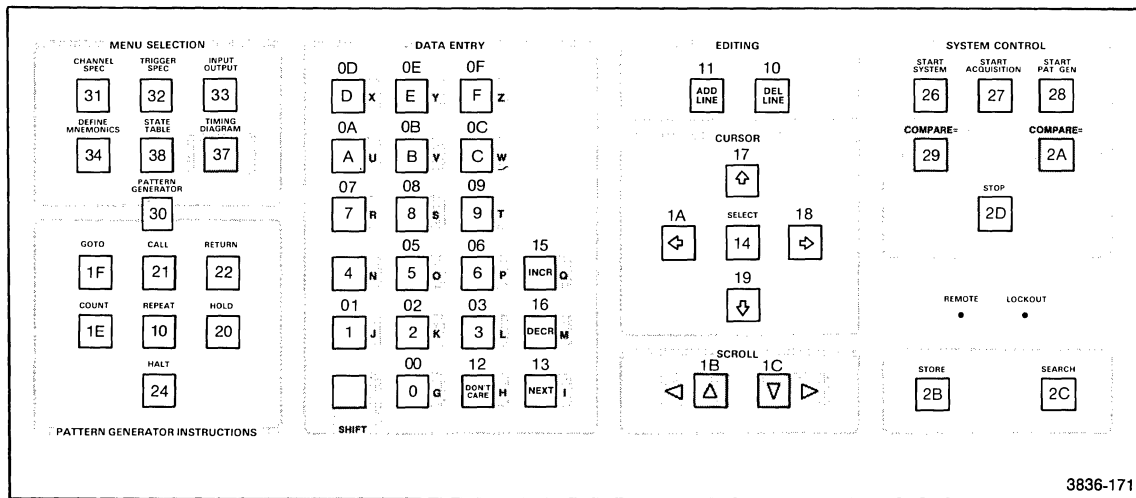 MENU SELECTION
CHANNEL SPEC
TRIGGER SPEC
INPUT OUTPUT
31
32
33
DEFINE MNEMONICS
STATE TABLE
TIMING DIAGRAM
34
38
37
PATTERN GENERATOR
30
GOTO
CALL
RETURN
1F
21
22
COUNT
REPEAT
HOLD
1E
10
20
HALT
24
PATTERN GENERATOR INSTRUCTIONS
DATA ENTRY
0D
0E
0F
D X
E Y
F Z
0A
0B
0C
A U
B V
C W
07
08
09
7 R
8 S
9 T
05
06
15
4 N
5 O
6 P
INCR Q
01
02
03
16
1 J
2 K
3 L
DECR M
00
12
13
0 G
DON'T CARE H
NEXT I
SHIFT
EDITING
11
10
ADD LINE
DEL LINE
CURSOR
17
1A
SELECT
18
14
19
SCROLL
1B
1C
SYSTEM CONTROL
START SYSTEM
START ACQUISITION
START PAT GEN
26
27
28
COMPARE=
COMPARE=
29
2A
STOP
2D
REMOTE
LOCKOUT
STORE
SEARCH
2B
2C
3836-171